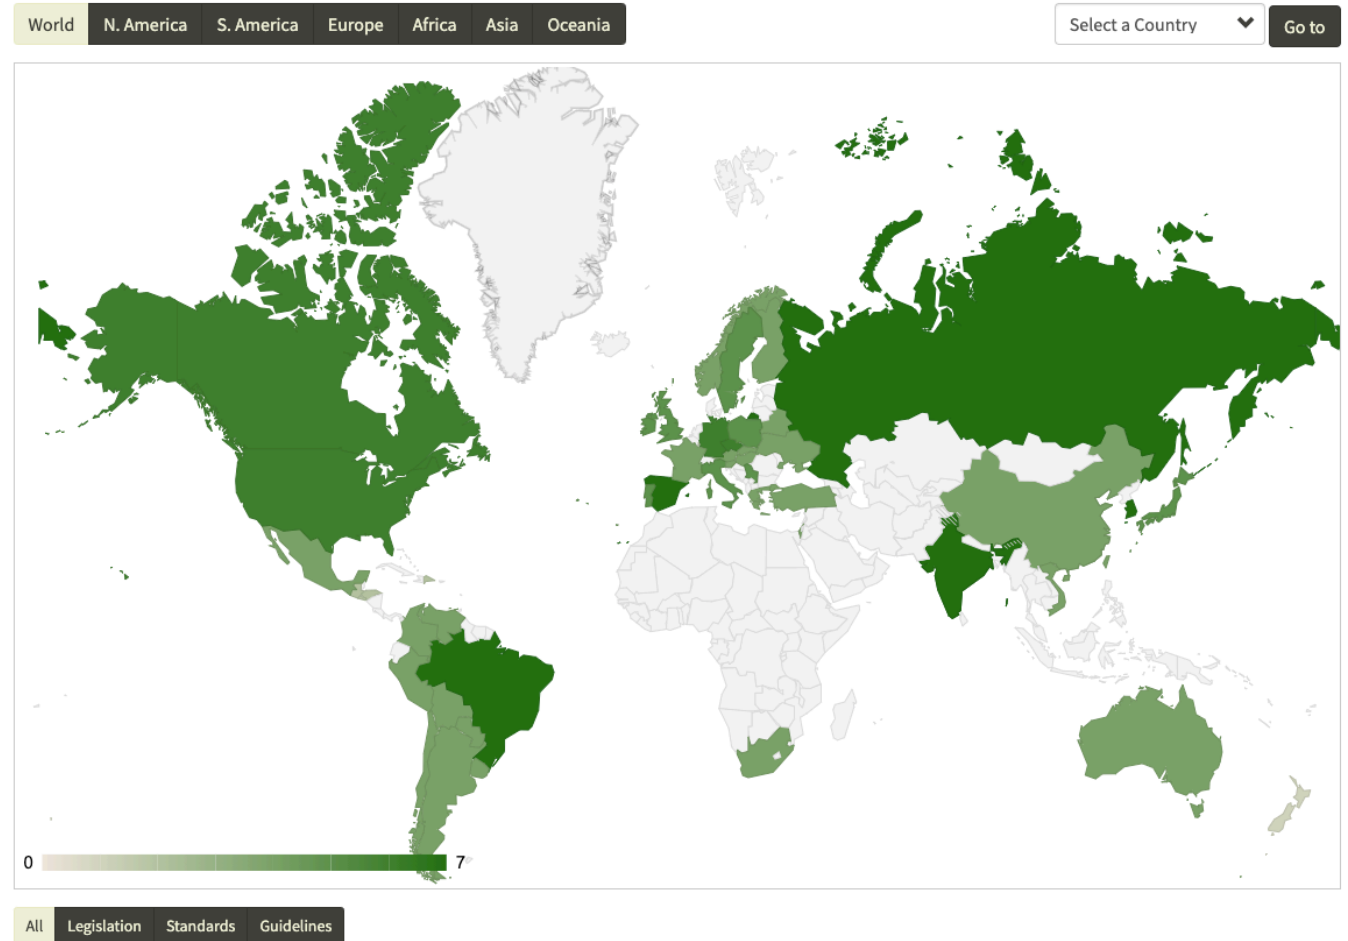 World N. America S. America Europe Africa Asia Oceania Select a Country Go to
0 7
All Legislation Standards Guidelines